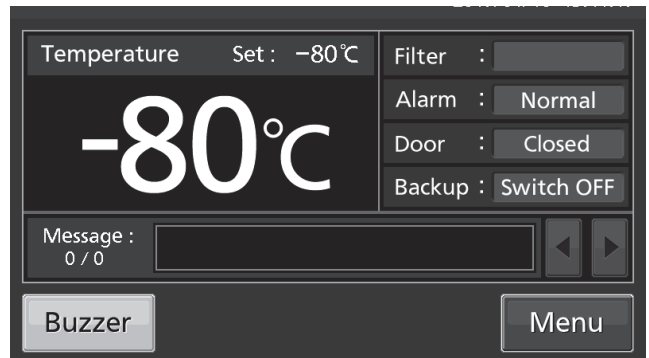 Temperature Set : −80℃
-80℃
Filter :
Alarm : Normal
Door : Closed
Backup : Switch OFF
Message :
0 / 0
Buzzer
Menu